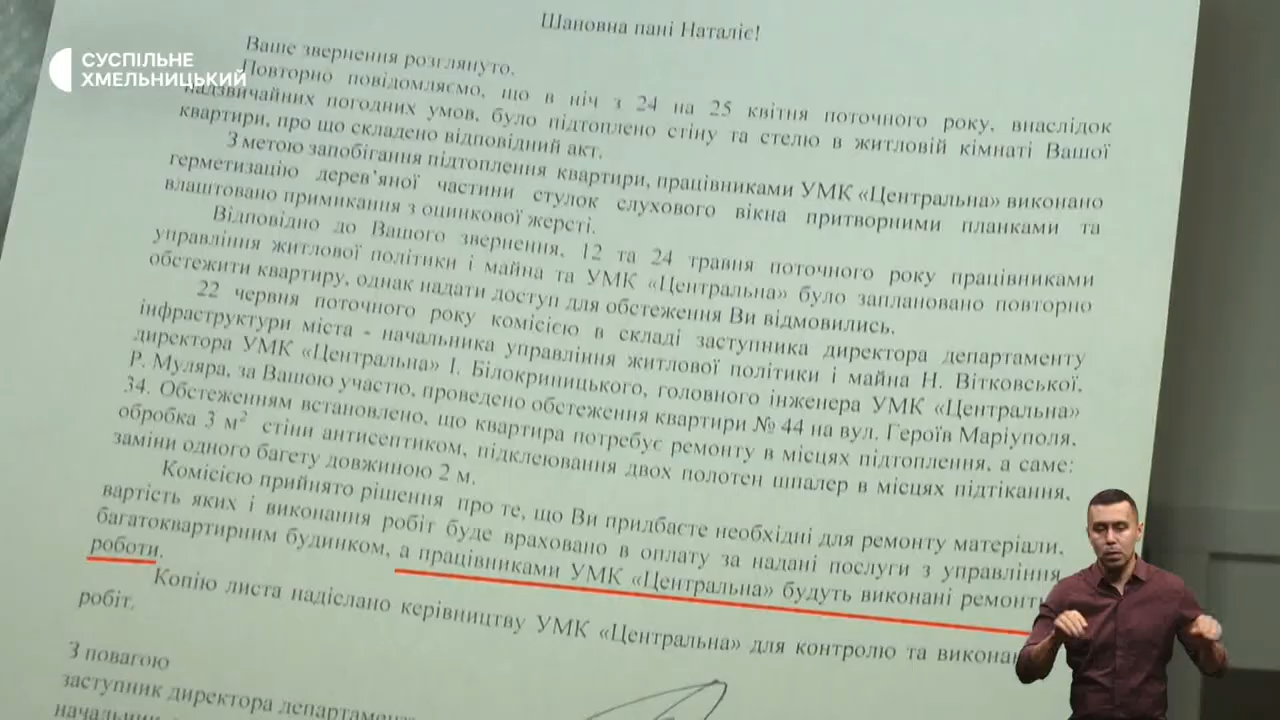 СУСПІЛЬНЕ
ХМЕЛЬНИЦЬКИЙ
Шановна пані Наталіє!
Ваше звернення розглянуто.
Повторно повідомляємо, що в ніч з 24 на 25 квітня поточного року, внаслідок
надзвичайних погодних умов, було підтоплено стіну та стелю в житловій кімнаті Вашої
квартири, про що складено відповідний акт.
З метою запобігання підтоплення квартири, працівниками УМК «Центральна» виконано
герметизацію дерев’яної частини стулок слухового вікна притворними планками та
влаштовано примикання з оцинкової жерсті.
Відповідно до Вашого звернення, 12 та 24 травня поточного року працівниками
управління житлової політики і майна та УМК «Центральна» було заплановано повторно
обстежити квартиру, однак надати доступ для обстеження Ви відмовились.
22 червня поточного року комісією в складі заступника директора департаменту
інфраструктури міста - начальника управління житлової політики і майна Н. Вітковської,
директора УМК «Центральна» І. Білокриницького, головного інженера УМК «Центральна»
Р. Муляра, за Вашою участю, проведено обстеження квартири № 44 на вул. Героїв Маріуполя,
34. Обстеженням встановлено, що квартира потребує ремонту в місцях підтоплення, а саме:
обробка 3 м² стіни антисептиком, підклеювання двох полотен шпалер в місцях підтікання,
заміни одного багету довжиною 2 м.
Комісією прийнято рішення про те, що Ви придбаєте необхідні для ремонту матеріали,
вартість яких і виконання робіт буде враховано в оплату за надані послуги з управління
багатоквартирним будинком, а працівниками УМК «Центральна» будуть виконані ремонтн
роботи.
Копію листа надіслано керівництву УМК «Центральна» для контролю та виконан
робіт.
З повагою
заступник директора департамент
начальник